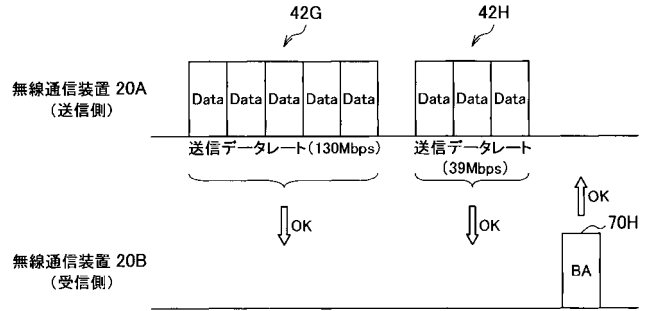 42G
42H
無線通信装置 20A
（送信側）
Data Data Data Data Data
Data Data Data
送信データレート（130Mbps）
送信データレート
（39Mbps）
OK
OK
OK
70H
無線通信装置 20B
（受信側）
BA